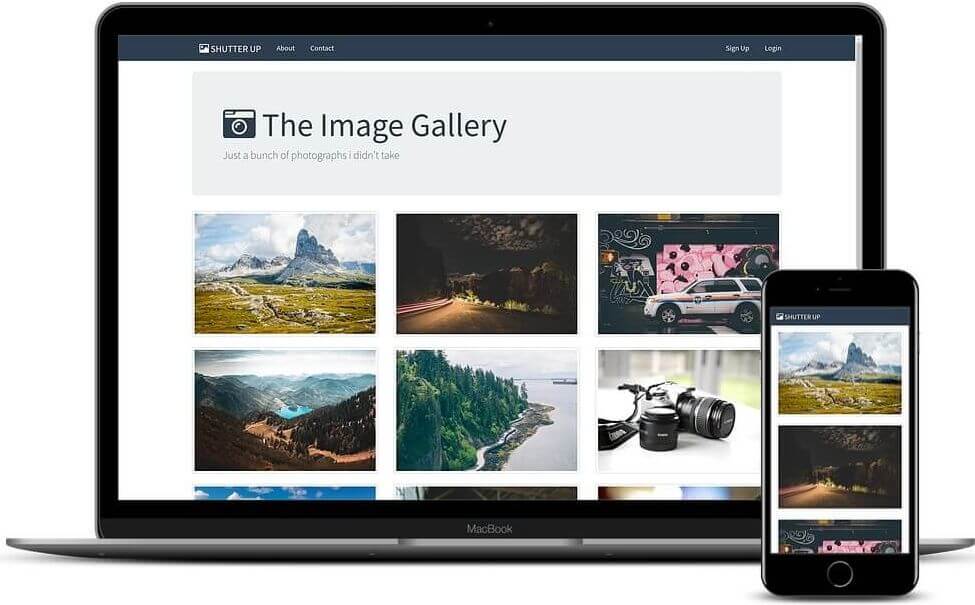 SHUTTER UP About Contact Sign Up Login
The Image Gallery
Just a bunch of photographs i didn't take
SHUTTER UP
MacBook